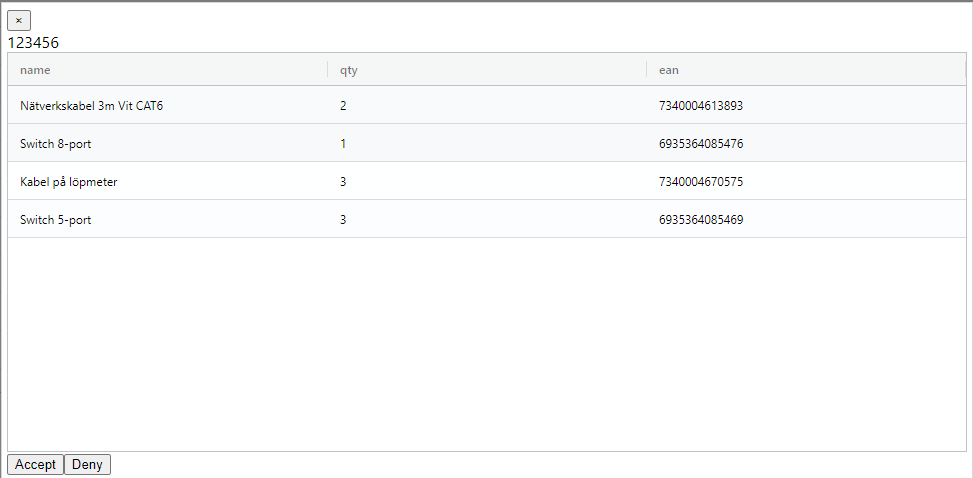 ×
123456
name qty ean
Nätverkskabel 3m Vit CAT6 2 7340004613893
Switch 8-port 1 6935364085476
Kabel på löpmeter 3 7340004670575
Switch 5-port 3 6935364085469
Accept Deny